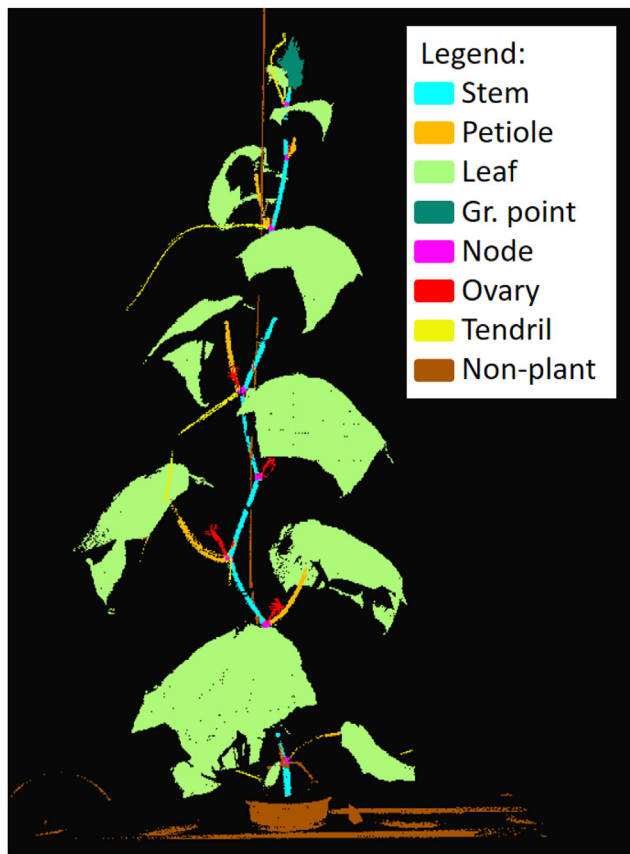 Legend:
Stem
Petiole
Leaf
Gr. point
Node
Ovary
Tendril
Non-plant